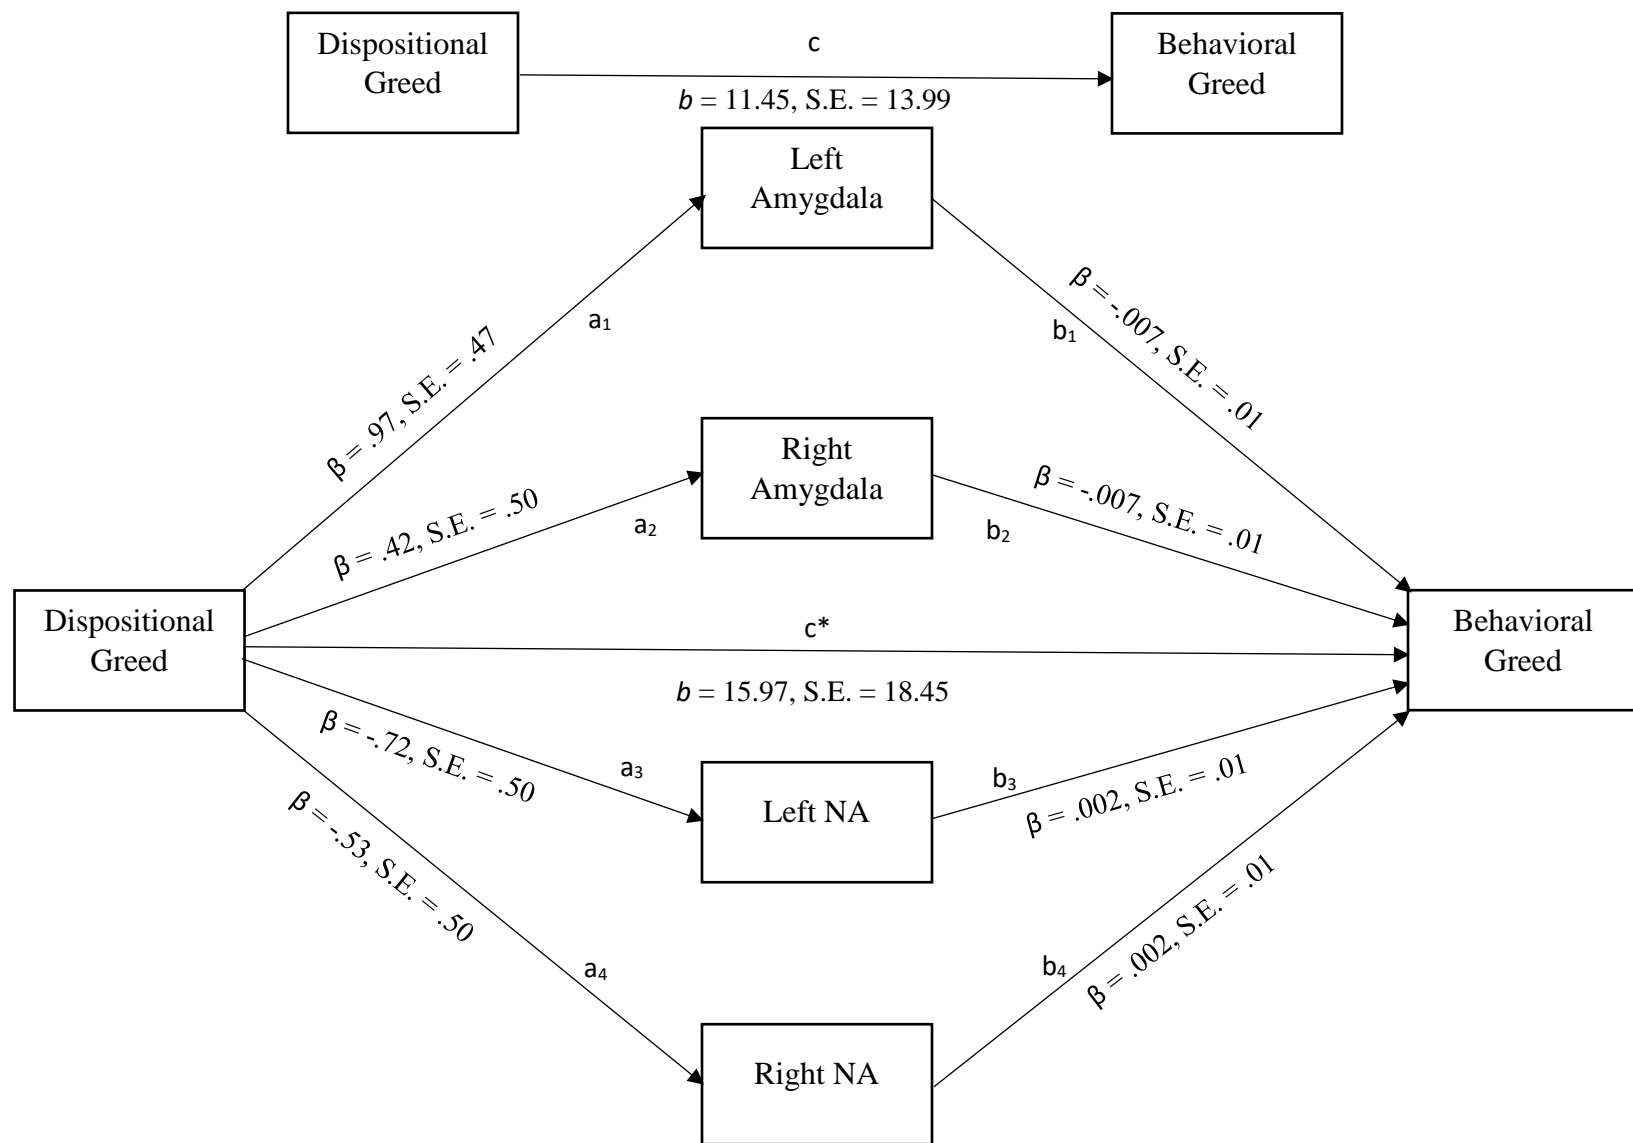 Dispositional
Greed
c
b = 11.45, S.E. = 13.99
Behavioral
Greed
Left
Amygdala
a1
β = .97, S.E. = .47
b1
β = -.007, S.E. = .01
Right
Amygdala
a2
β = .42, S.E. = .50
b2
β = -.007, S.E. = .01
Dispositional
Greed
c*
b = 15.97, S.E. = 18.45
Behavioral
Greed
a3
β = -.72, S.E. = .50
Left NA
b3
β = .002, S.E. = .01
a4
β = -.53, S.E. = .50
Right NA
b4
β = .002, S.E. = .01